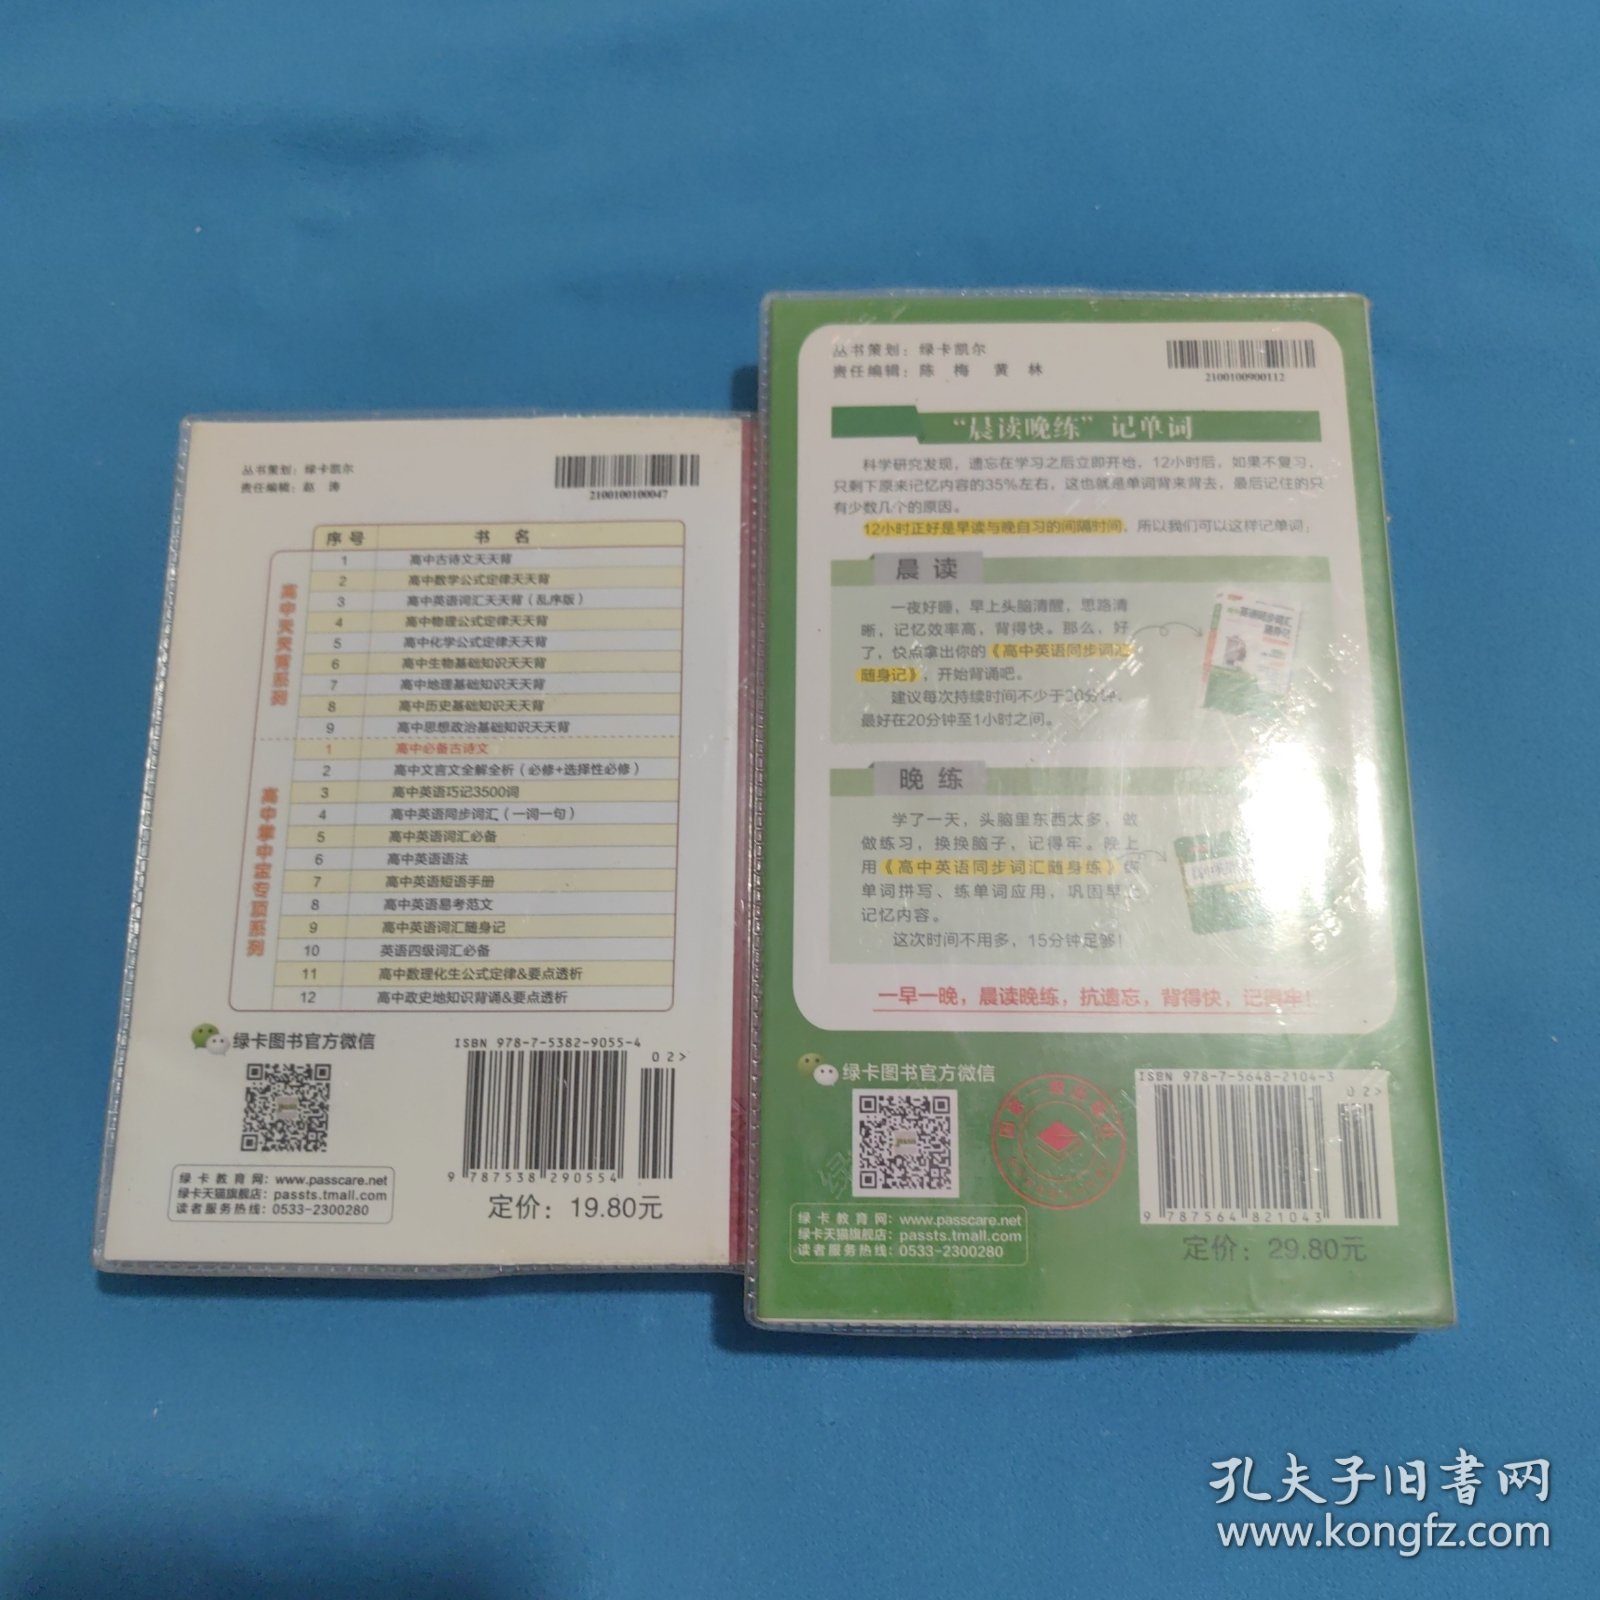 丛书策划：绿卡凯尔
责任编辑：赵 涛
2100100100047
序号 书 名
高中天天背系列
1 高中古诗文天天背
2 高中数学公式定律天天背
3 高中英语词汇天天背（乱序版）
4 高中物理公式定律天天背
5 高中化学公式定律天天背
6 高中生物基础知识天天背
7 高中地理基础知识天天背
8 高中历史基础知识天天背
9 高中思想政治基础知识天天背
高中掌中宝专项系列
1 高中必备古诗文
2 高中文言文全解全析（必修+选择性必修）
3 高中英语巧记3500词
4 高中英语同步词汇（一词一句）
5 高中英语词汇必备
6 高中英语语法
7 高中英语短语手册
8 高中英语易考范文
9 高中英语词汇随身记
10 英语四级词汇必备
11 高中数理化生公式定律&要点透析
12 高中政史地知识背诵&要点透析
绿卡图书官方微信
ISBN 978-7-5382-9055-4
02>
9 787538 290554
绿卡教育网：www.passcare.net
绿卡天猫旗舰店：passts.tmall.com
读者服务热线：0533-2300280
定价：19.80元
丛书策划：绿卡凯尔
责任编辑：陈 梅 黄 林
2100100900112
“晨读晚练”记单词
科学研究发现，遗忘在学习之后立即开始，12小时后，如果不复习，
只剩下原来记忆内容的35%左右，这也就是单词背来背去，最后记住的只
有少数几个的原因。
12小时正好是早读与晚自习的间隔时间，所以我们可以这样记单词：
晨读
一夜好睡，早上头脑清醒，思路清
晰，记忆效率高，背得快。那么，好
了，快点拿出你的《高中英语同步词汇
随身记》，开始背诵吧。
建议每次持续时间不少于20分钟，
最好在20分钟至1小时之间。
英语同步词汇
随身记
晚练
学了一天，头脑里东西太多，做
做练习，换换脑子，记得牢。晚上
用《高中英语同步词汇随身练》练
单词拼写、练单词应用，巩固早上
记忆内容。
这次时间不用多，15分钟足够！
一早一晚，晨读晚练，抗遗忘，背得快，记得牢！
绿卡图书官方微信
ISBN 978-7-5648-2104-3
02>
9 787564 821043
绿卡教育网：www.passcare.net
绿卡天猫旗舰店：passts.tmall.com
读者服务热线：0533-2300280
定价：29.80元
孔夫子旧书网
www.kongfz.com